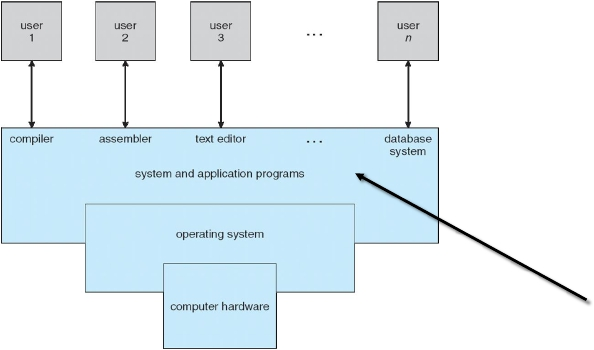 user
1
user
2
user
3
...
user
n
compiler
assembler
text editor
...
database
system
system and application programs
operating system
computer hardware